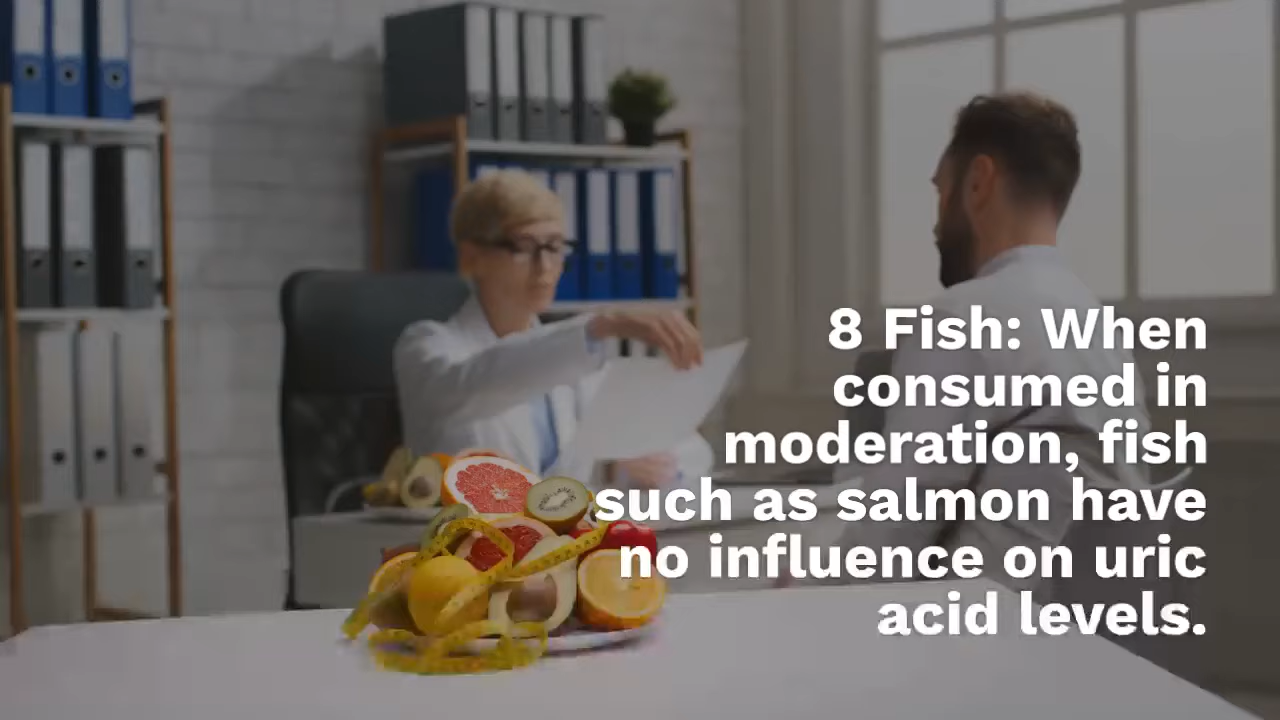 8 Fish: When
consumed in
moderation, fish
such as salmon have
no influence on uric
acid levels.